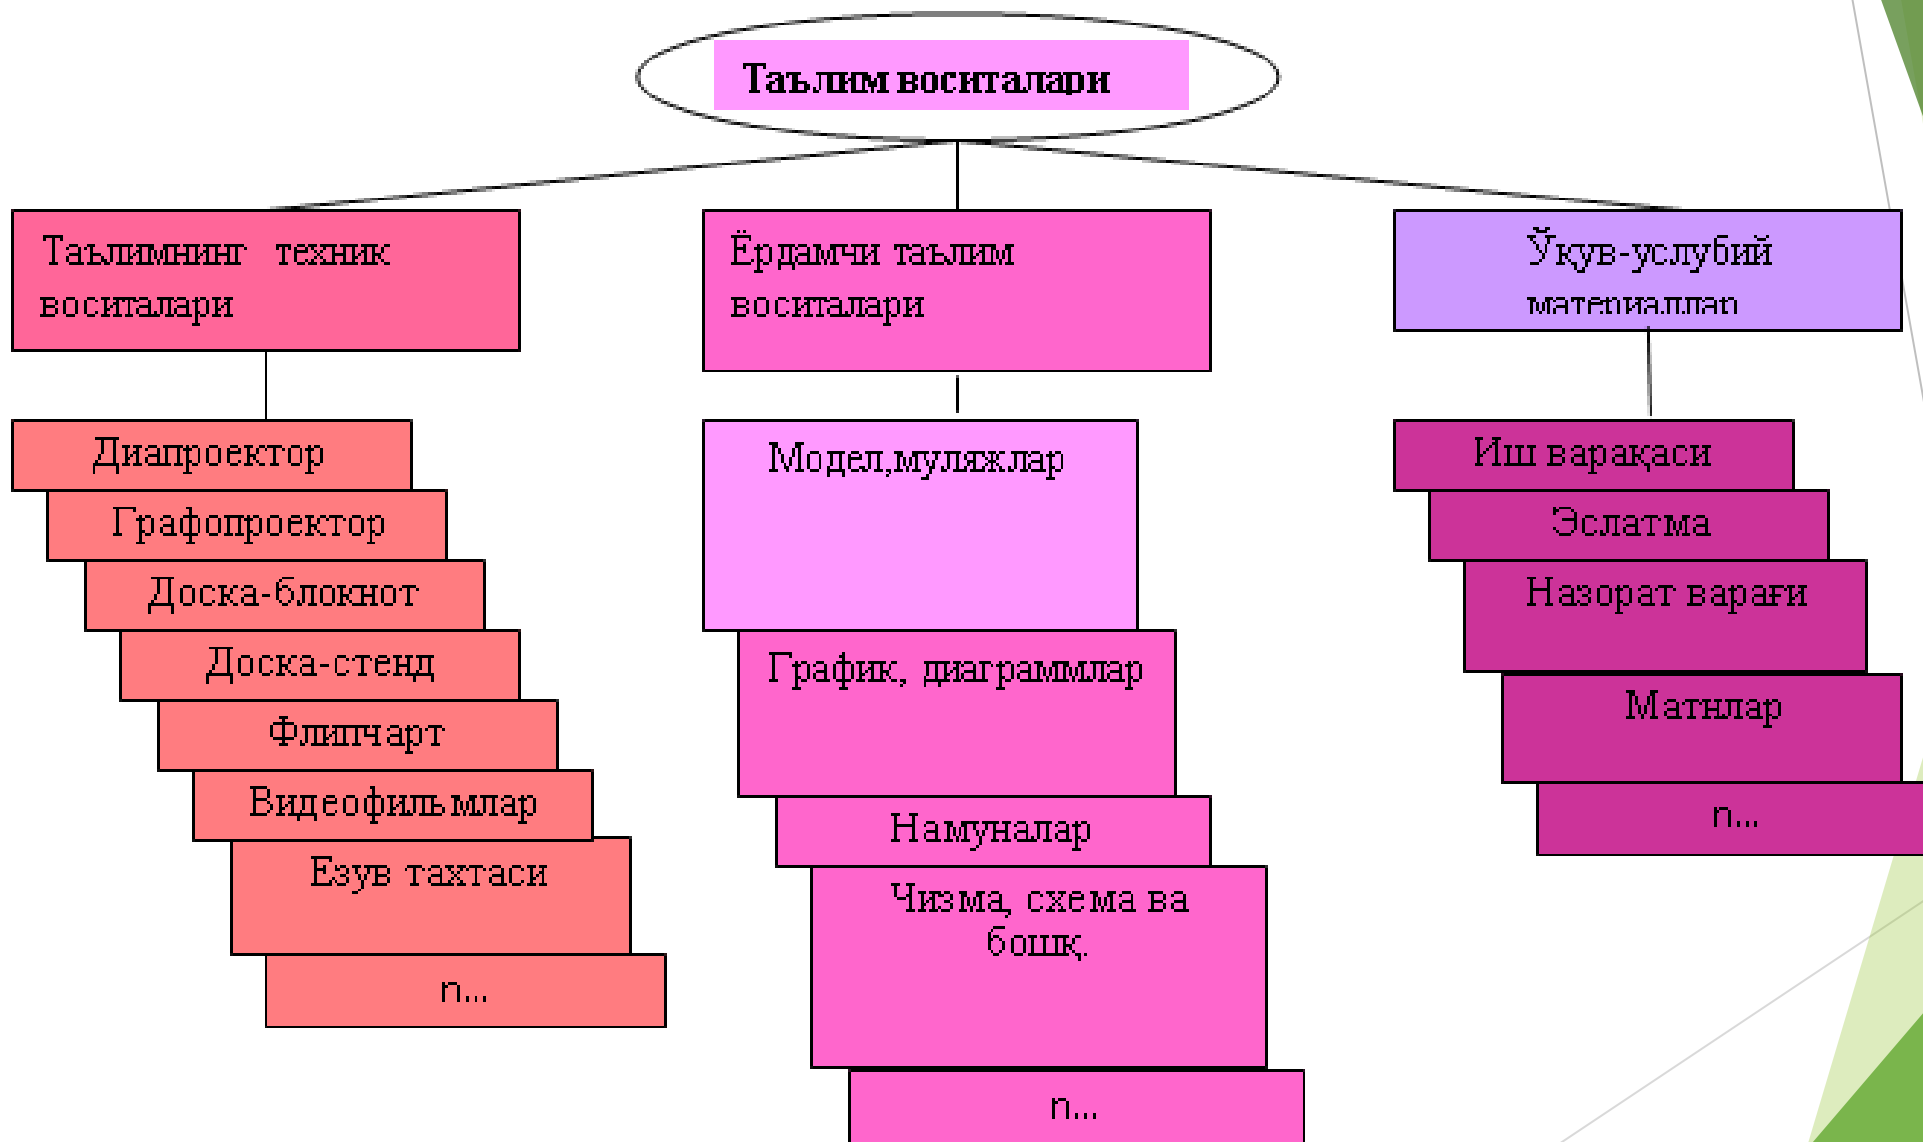 Таълим воситалари
Таълимнинг техник
воситалари
Диапроектор
Графопроектор
Доска-блокнот
Доска-стенд
Флипчарт
Видеофильмлар
Езув тахтаси
n...
Ёрдамчи таълим
воситалари
Модел,муляжлар
График, диаграммлар
Намуналар
Чизма, схема ва
бошқ.
n...
Ўқув-услубий
материаллар
Иш варақаси
Эслатма
Назорат варағи
Матнлар
n...